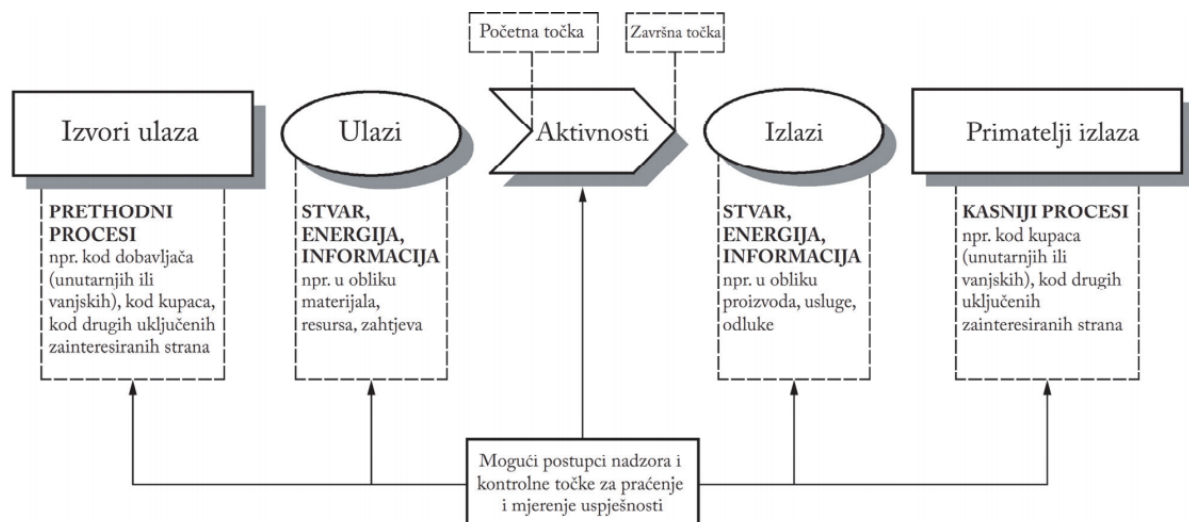 Početna točka
Završna točka
Izvori ulaza
Ulazi
Aktivnosti
Izlazi
Primatelji izlaza
PRETHODNI
PROCESI
npr. kod dobavljača
(unutarnjih ili
vanjskih), kod kupaca,
kod drugih uključenih
zainteresiranih strana
STVAR,
ENERGIJA,
INFORMACIJA
npr. u obliku
materijala,
resursa, zahtjeva
STVAR,
ENERGIJA,
INFORMACIJA
npr. u obliku
proizvoda, usluge,
odluke
KASNIJI PROCESI
npr. kod kupaca
(unutarnjih ili
vanjskih), kod drugih
uključenih
zainteresiranih strana
Mogući postupci nadzora i
kontrolne točke za praćenje
i mjerenje uspješnosti